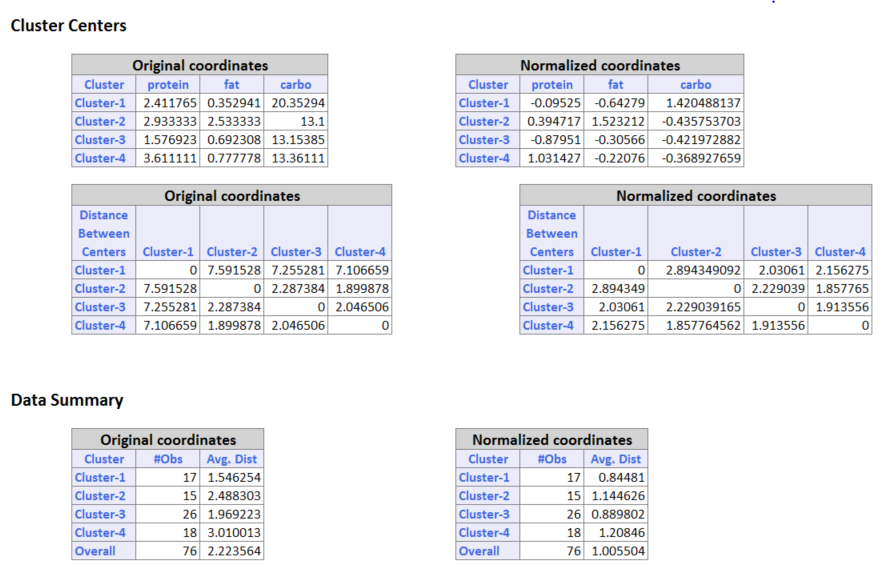 Cluster Centers
Original coordinates
Cluster protein fat carbo
Cluster-1 2.411765 0.352941 20.35294
Cluster-2 2.933333 2.533333 13.1
Cluster-3 1.576923 0.692308 13.15385
Cluster-4 3.611111 0.777778 13.36111
Normalized coordinates
Cluster protein fat carbo
Cluster-1 -0.09525 -0.64279 1.420488137
Cluster-2 0.394717 1.523212 -0.435753703
Cluster-3 -0.87951 -0.30566 -0.421972882
Cluster-4 1.031427 -0.22076 -0.368927659
Original coordinates
Distance
Between
Centers Cluster-1 Cluster-2 Cluster-3 Cluster-4
Cluster-1 0 7.591528 7.255281 7.106659
Cluster-2 7.591528 0 2.287384 1.899878
Cluster-3 7.255281 2.287384 0 2.046506
Cluster-4 7.106659 1.899878 2.046506 0
Normalized coordinates
Distance
Between
Centers Cluster-1 Cluster-2 Cluster-3 Cluster-4
Cluster-1 0 2.894349092 2.03061 2.156275
Cluster-2 2.894349 0 2.229039 1.857765
Cluster-3 2.03061 2.229039165 0 1.913556
Cluster-4 2.156275 1.857764562 1.913556 0
Data Summary
Original coordinates
Cluster #Obs Avg. Dist
Cluster-1 17 1.546254
Cluster-2 15 2.488303
Cluster-3 26 1.969223
Cluster-4 18 3.010013
Overall 76 2.223564
Normalized coordinates
Cluster #Obs Avg. Dist
Cluster-1 17 0.84481
Cluster-2 15 1.144626
Cluster-3 26 0.889802
Cluster-4 18 1.20846
Overall 76 1.005504